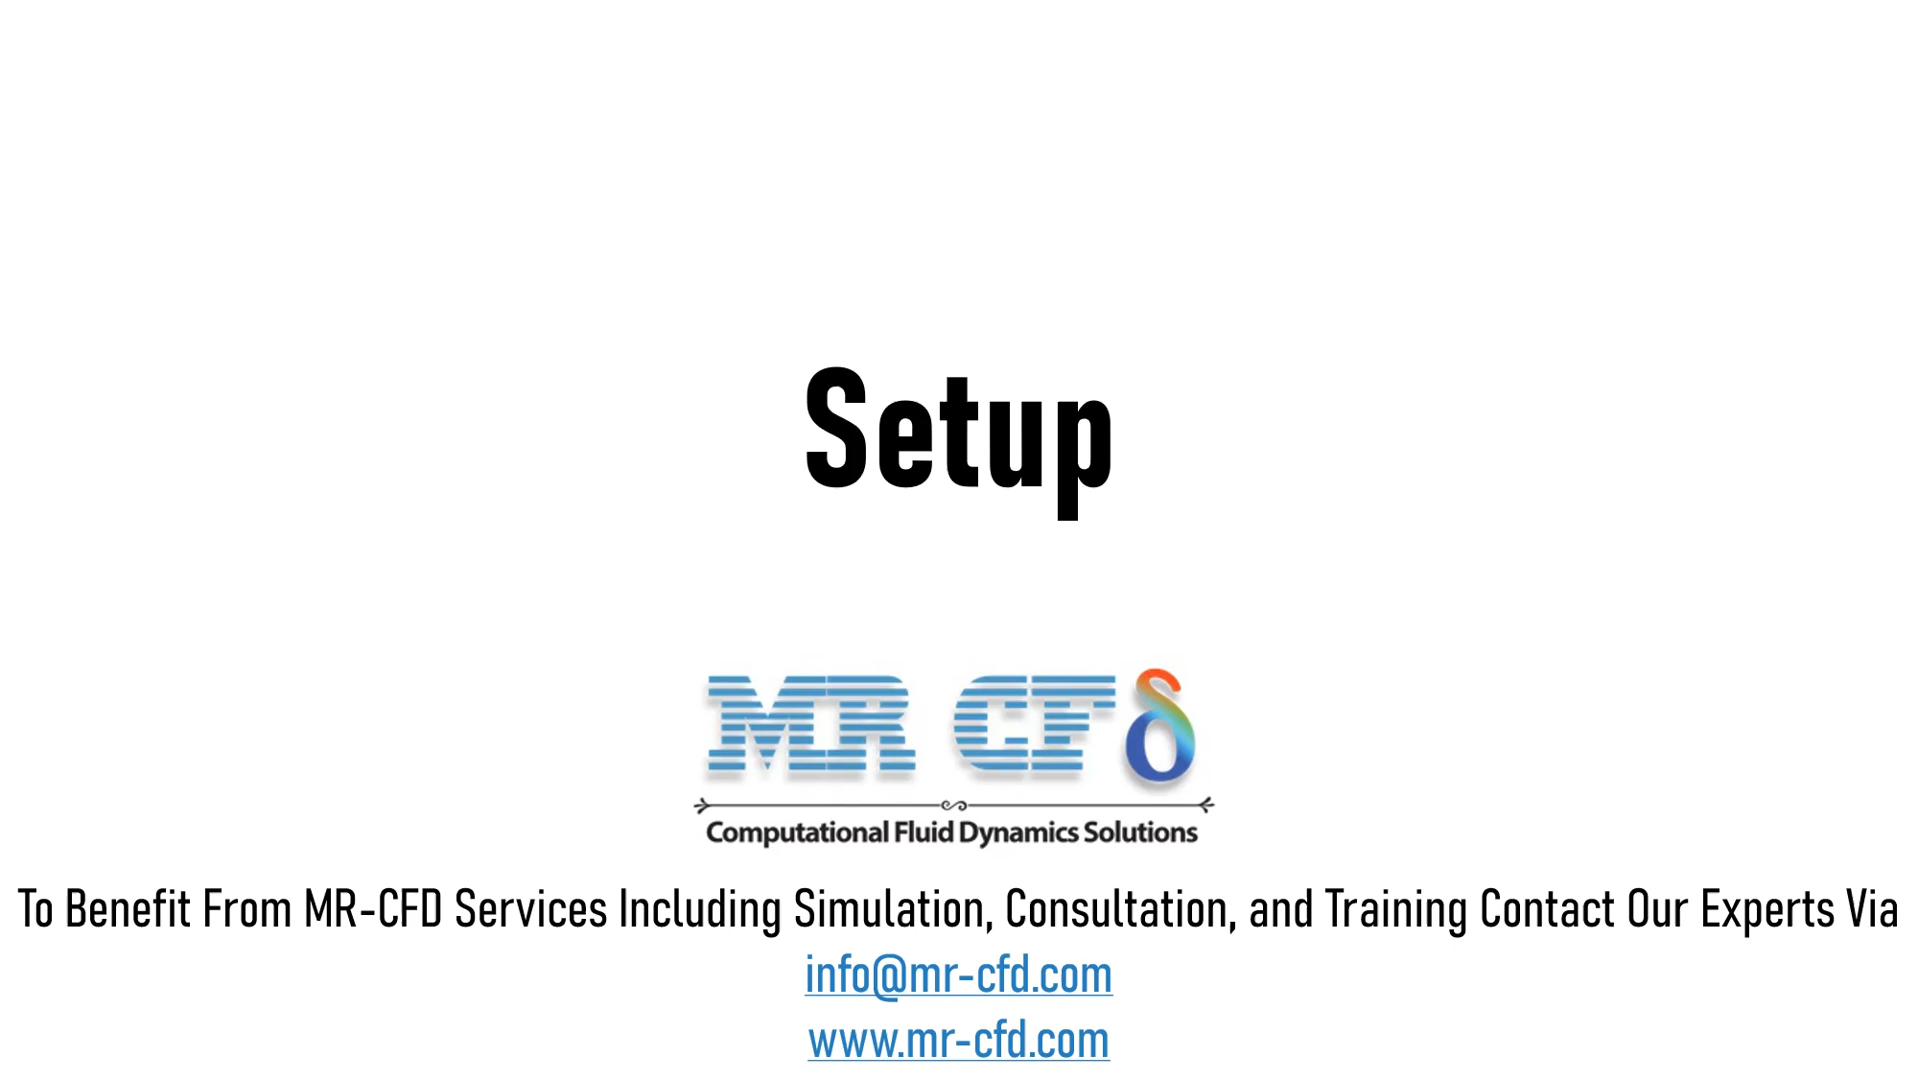 Setup
MR CFδ
Computational Fluid Dynamics Solutions
To Benefit From MR-CFD Services Including Simulation, Consultation, and Training Contact Our Experts Via
info@mr-cfd.com
www.mr-cfd.com